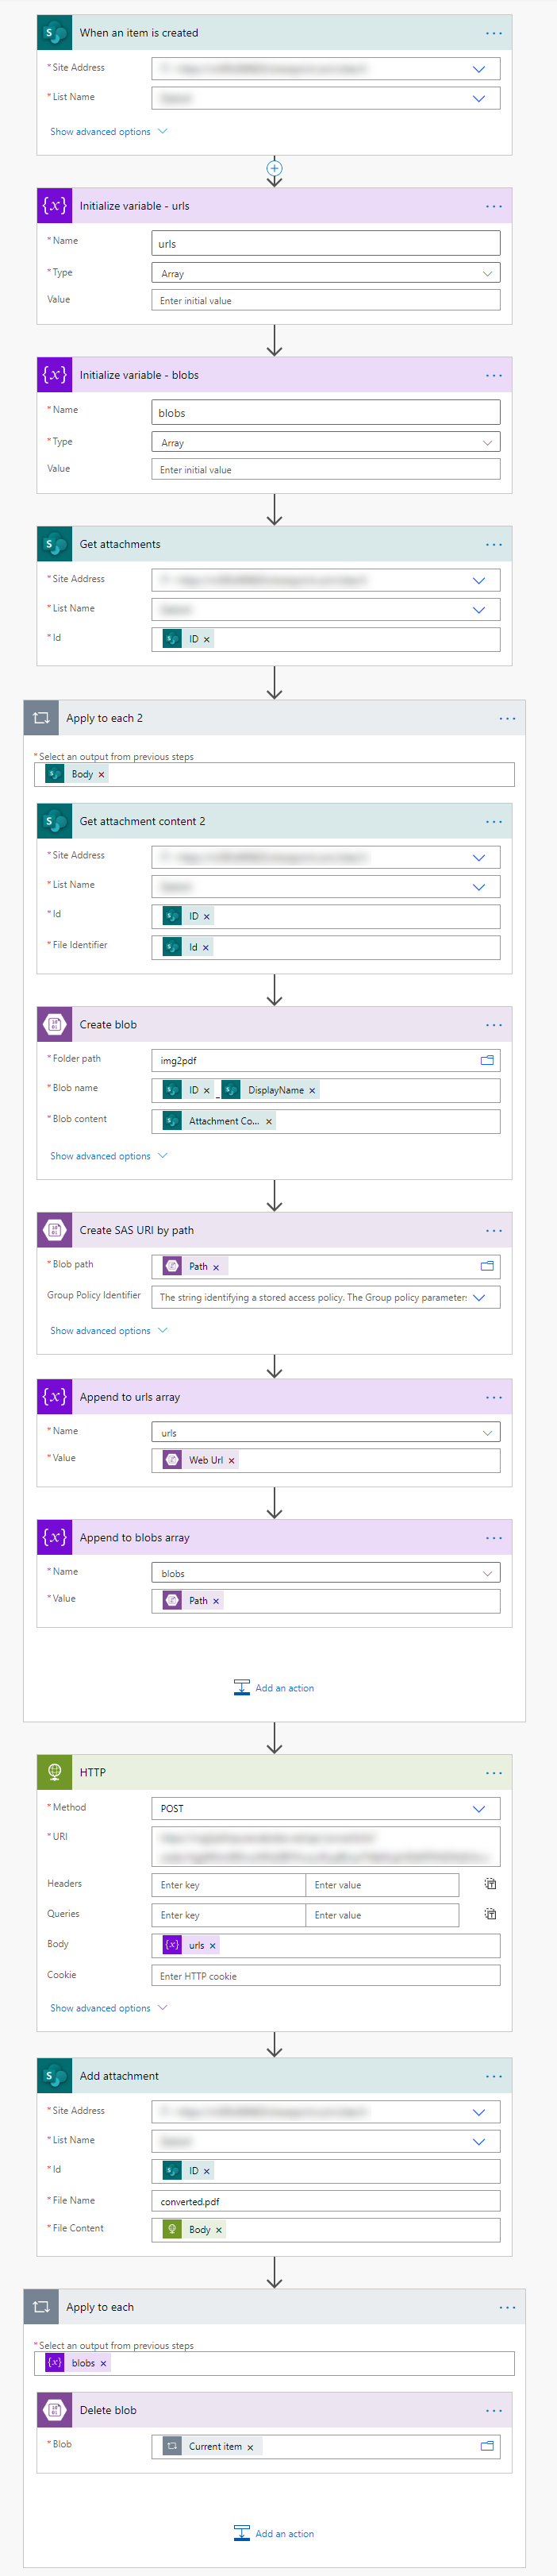 When an item is created
* Site Address
* List Name
Show advanced options
{x} Initialize variable - urls
* Name urls
* Type Array
Value Enter initial value
{x} Initialize variable - blobs
* Name blobs
* Type Array
Value Enter initial value
Get attachments
* Site Address
* List Name
* Id ID ×
Apply to each 2
* Select an output from previous steps
Body ×
Get attachment content 2
* Site Address
* List Name
* Id ID ×
* File Identifier Id ×
Create blob
* Folder path img2pdf
* Blob name ID × _ DisplayName ×
* Blob content Attachment Co... ×
Show advanced options
Create SAS URI by path
* Blob path Path ×
Group Policy Identifier The string identifying a stored access policy. The Group policy parameters
Show advanced options
{x} Append to urls array
* Name urls
* Value Web Url ×
{x} Append to blobs array
* Name blobs
* Value Path ×
Add an action
HTTP
* Method POST
* URI
Headers Enter key Enter value
Queries Enter key Enter value
Body {x} urls ×
Cookie Enter HTTP cookie
Show advanced options
Add attachment
* Site Address
* List Name
* Id ID ×
* File Name converted.pdf
* File Content Body ×
Apply to each
* Select an output from previous steps
{x} blobs ×
Delete blob
* Blob Current item ×
Add an action